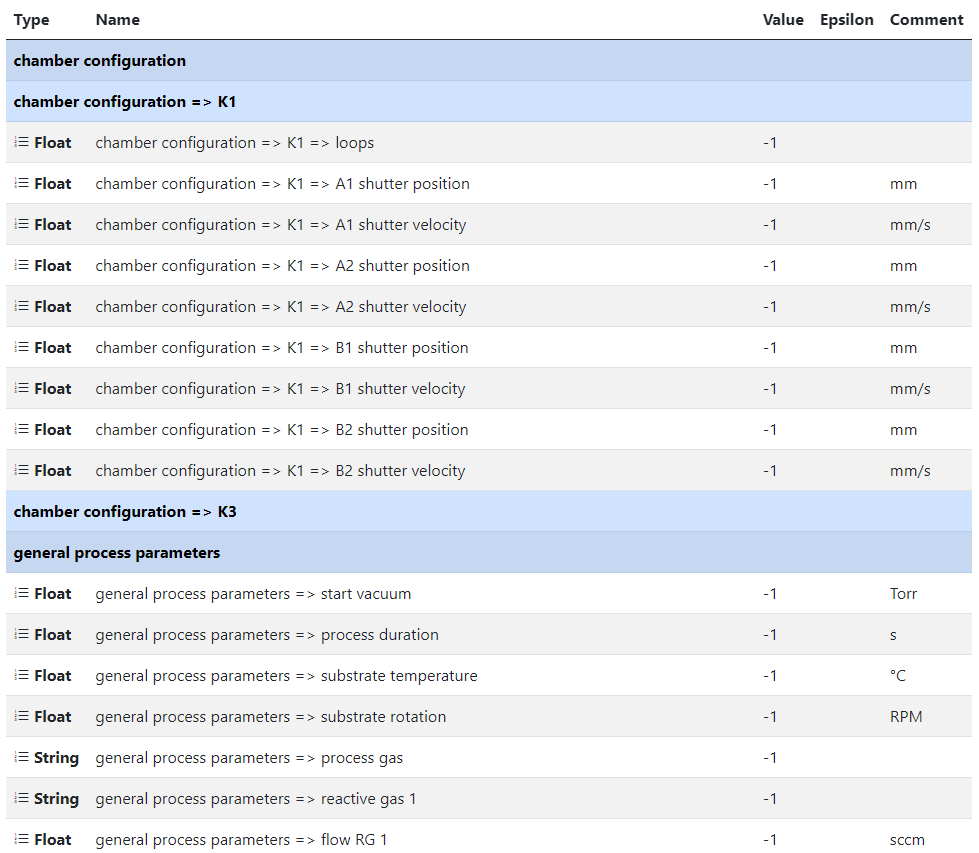 Type Name Value Epsilon Comment
chamber configuration
chamber configuration => K1
Float chamber configuration => K1 => loops -1
Float chamber configuration => K1 => A1 shutter position -1 mm
Float chamber configuration => K1 => A1 shutter velocity -1 mm/s
Float chamber configuration => K1 => A2 shutter position -1 mm
Float chamber configuration => K1 => A2 shutter velocity -1 mm/s
Float chamber configuration => K1 => B1 shutter position -1 mm
Float chamber configuration => K1 => B1 shutter velocity -1 mm/s
Float chamber configuration => K1 => B2 shutter position -1 mm
Float chamber configuration => K1 => B2 shutter velocity -1 mm/s
chamber configuration => K3
general process parameters
Float general process parameters => start vacuum -1 Torr
Float general process parameters => process duration -1 s
Float general process parameters => substrate temperature -1 °C
Float general process parameters => substrate rotation -1 RPM
String general process parameters => process gas -1
String general process parameters => reactive gas 1 -1
Float general process parameters => flow RG 1 -1 sccm